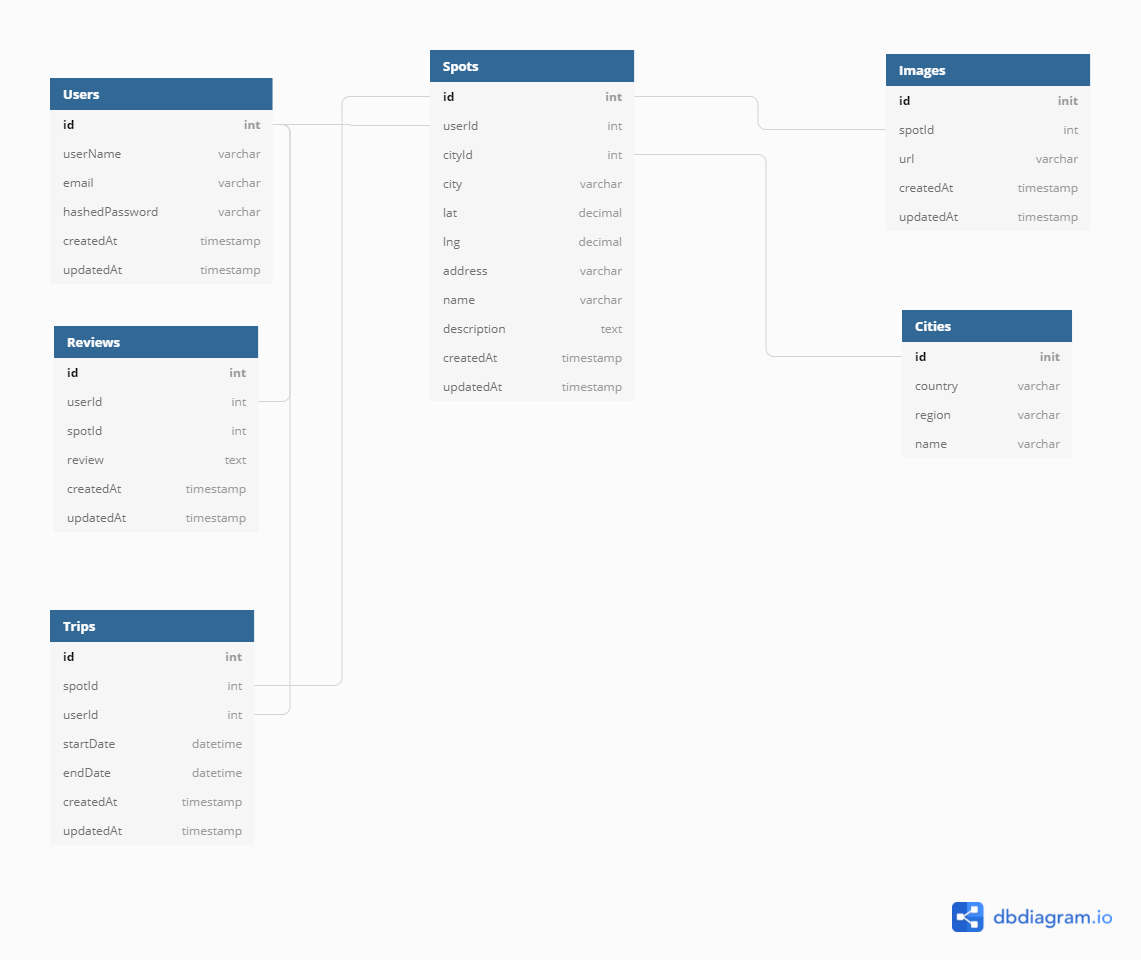 Users
id int
userName varchar
email varchar
hashedPassword varchar
createdAt timestamp
updatedAt timestamp
Reviews
id int
userId int
spotId int
review text
createdAt timestamp
updatedAt timestamp
Trips
id int
spotId int
userId int
startDate datetime
endDate datetime
createdAt timestamp
updatedAt timestamp
Spots
id int
userId int
cityId int
city varchar
lat decimal
lng decimal
address varchar
name varchar
description text
createdAt timestamp
updatedAt timestamp
Images
id init
spotId int
url varchar
createdAt timestamp
updatedAt timestamp
Cities
id init
country varchar
region varchar
name varchar
dbdiagram.io